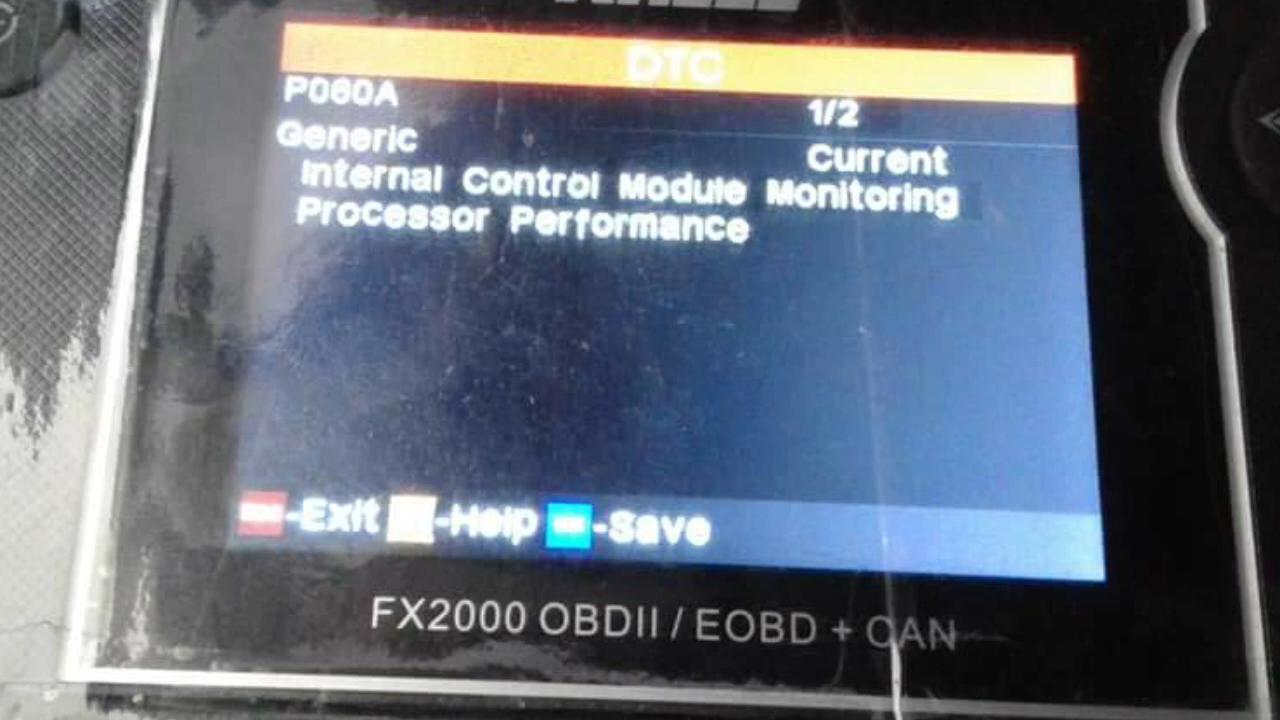 DTC
P060A
1/2
Generic
Current
Internal Control Module Monitoring
Processor Performance
-Exit -Help -Save
FX2000 OBDII / EOBD + CAN